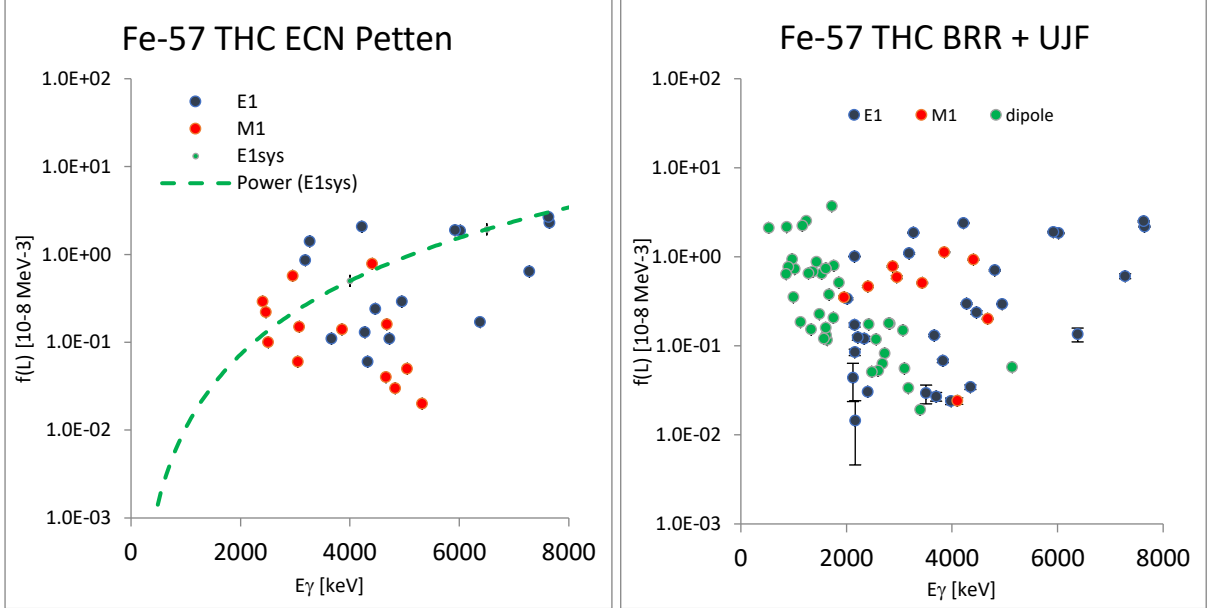 Fe-57 THC ECN Petten
1.0E+02
1.0E+01
1.0E+00
1.0E-01
1.0E-02
1.0E-03
f(L) [10-8 MeV-3]
E1
M1
E1sys
Power (E1sys)
0 2000 4000 6000 8000
Eγ [keV]
Fe-57 THC BRR + UJF
1.0E+02
1.0E+01
1.0E+00
1.0E-01
1.0E-02
1.0E-03
f(L) [10-8 MeV-3]
E1 M1 dipole
0 2000 4000 6000 8000
Eγ [keV]